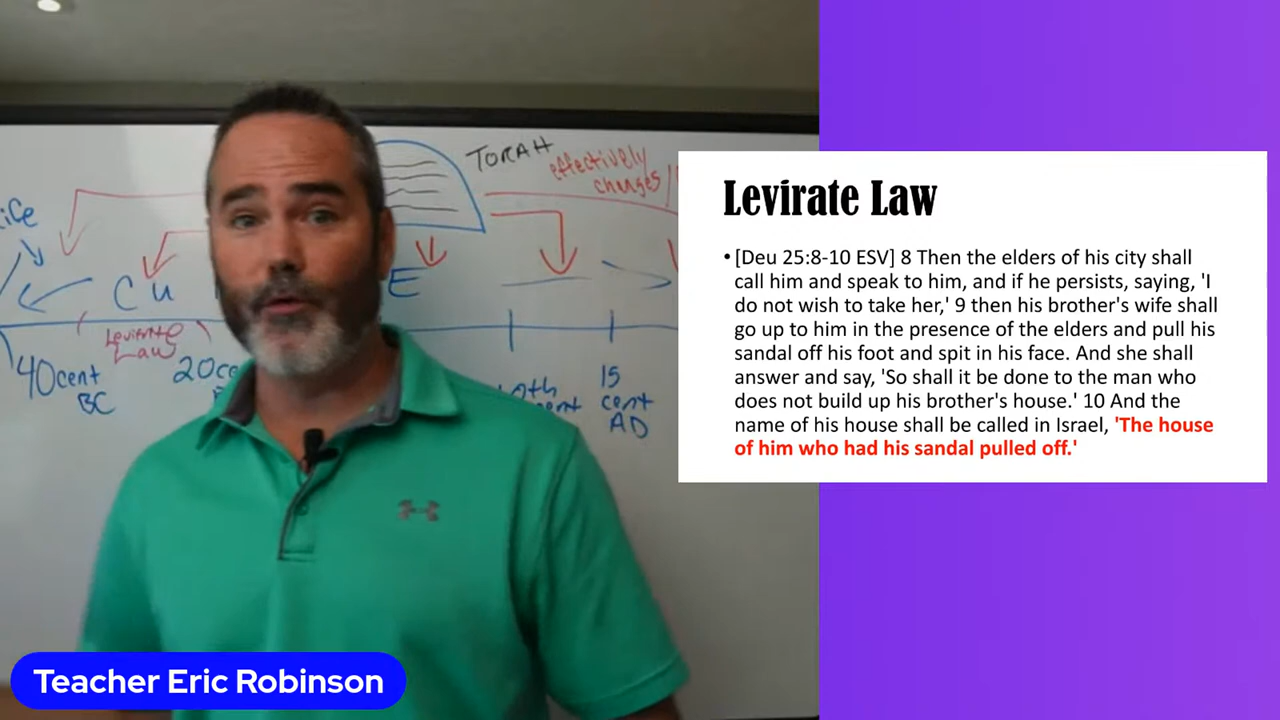 TORAH
effectively
changes/
Cu
E
Levirate
Law
40cent
BC
20c
15
cent
AD
Levirate Law
• [Deu 25:8-10 ESV] 8 Then the elders of his city shall
call him and speak to him, and if he persists, saying, 'I
do not wish to take her,' 9 then his brother's wife shall
go up to him in the presence of the elders and pull his
sandal off his foot and spit in his face. And she shall
answer and say, 'So shall it be done to the man who
does not build up his brother's house.' 10 And the
name of his house shall be called in Israel, 'The house
of him who had his sandal pulled off.'
Teacher Eric Robinson